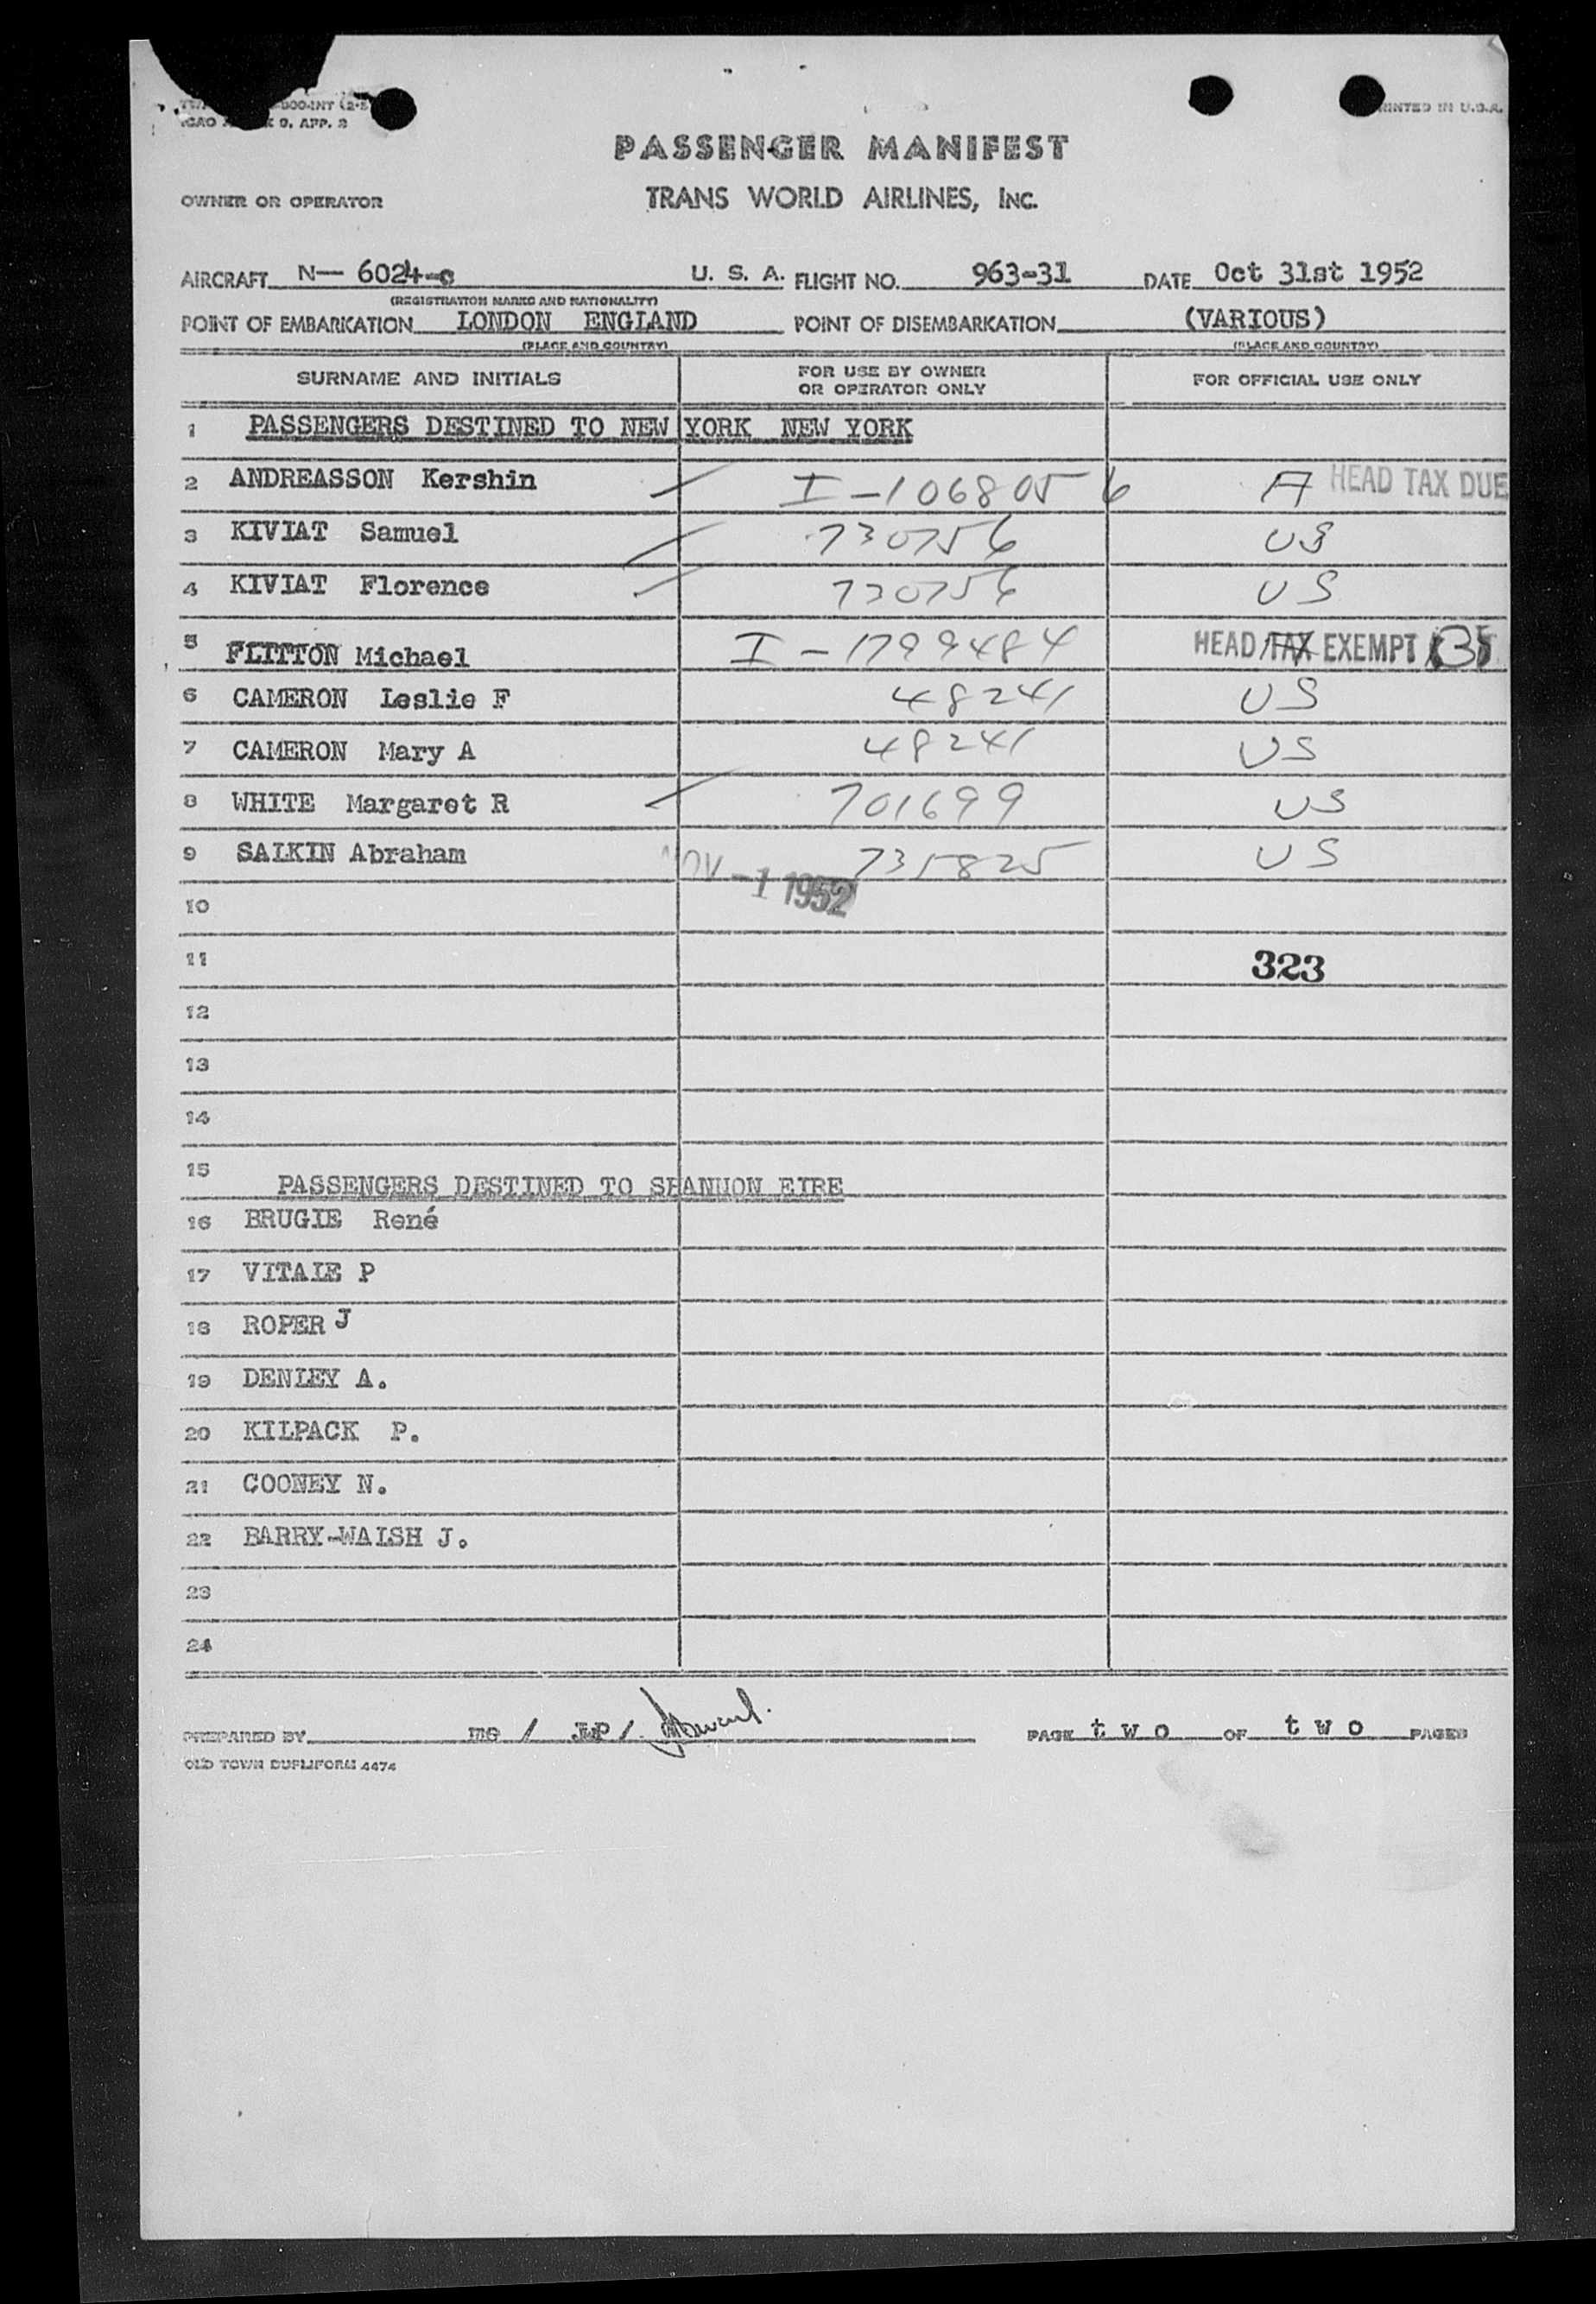 PRINTED IN U.S.A.
9, APP. 2
PASSENGER MANIFEST
OWNER OR OPERATOR TRANS WORLD AIRLINES, INC.
AIRCRAFT N— 6024-c U. S. A. FLIGHT NO. 963-31 DATE Oct 31st 1952
(REGISTRATION MARKS AND NATIONALITY)
POINT OF EMBARKATION LONDON ENGLAND POINT OF DISEMBARKATION (VARIOUS)
(PLACE AND COUNTRY) (PLACE AND COUNTRY)
SURNAME AND INITIALS FOR USE BY OWNER OR OPERATOR ONLY FOR OFFICIAL USE ONLY
1 PASSENGERS DESTINED TO NEW YORK NEW YORK
2 ANDREASSON Kershin I-1068056 A HEAD TAX DUE
3 KIVIAT Samuel 730756 US
4 KIVIAT Florence 730756 US
5 FLITTON Michael I-1799484 HEAD TAX EXEMPT
6 CAMERON Leslie F 48241 US
7 CAMERON Mary A 48241 US
8 WHITE Margaret R 701699 US
9 SALKIN Abraham 735825 US
NOV -1 1952
10
11 323
12
13
14
15 PASSENGERS DESTINED TO SHANNON EIRE
16 BRUGIE René
17 VITALE P
18 ROPER J
19 DENLEY A.
20 KILPACK P.
21 COONEY N.
22 BARRY-WALSH J.
23
24
PREPARED BY / JWP / PAGE two OF two PAGES
OLD TOWN DUPLIFORM 4474